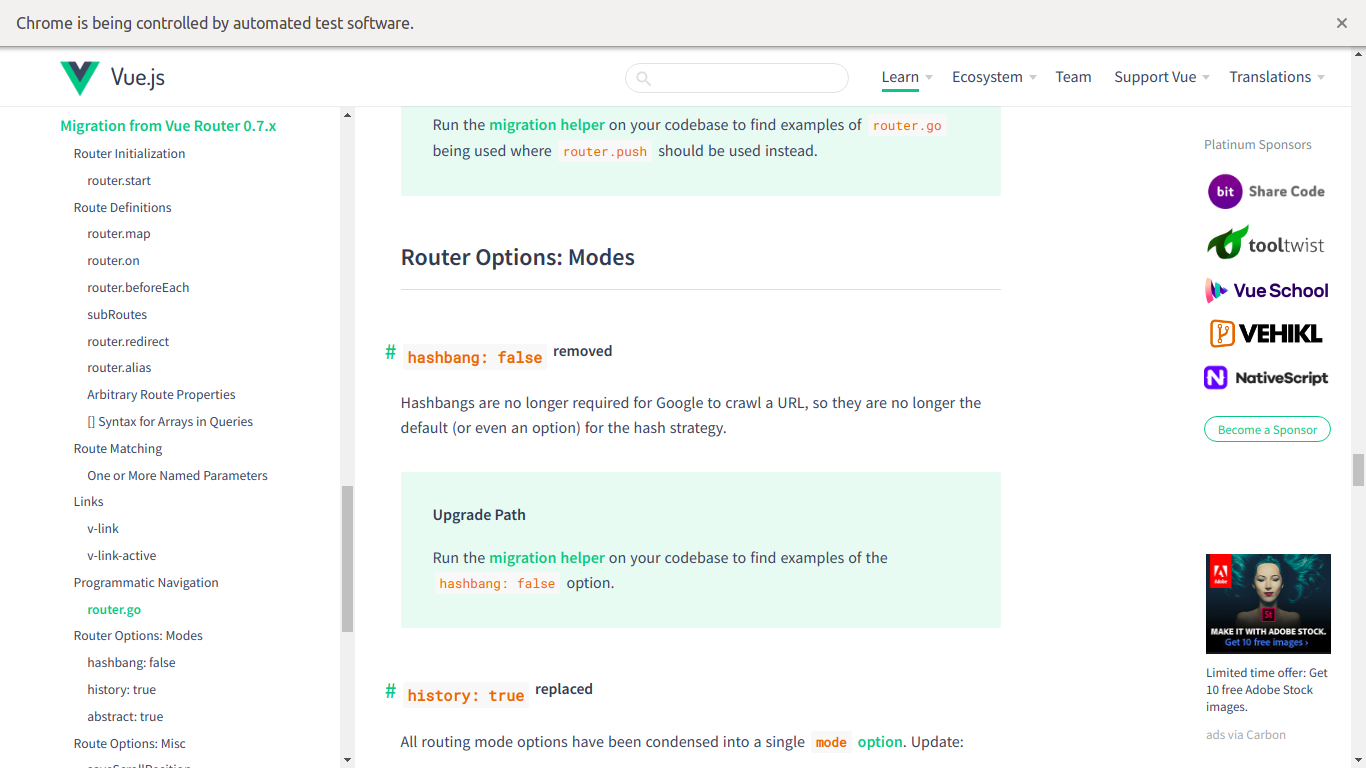 Chrome is being controlled by automated test software.
Vue.js
Learn
Ecosystem
Team
Support Vue
Translations
Migration from Vue Router 0.7.x
Router Initialization
router.start
Route Definitions
router.map
router.on
router.beforeEach
subRoutes
router.redirect
router.alias
Arbitrary Route Properties
[] Syntax for Arrays in Queries
Route Matching
One or More Named Parameters
Links
v-link
v-link-active
Programmatic Navigation
router.go
Router Options: Modes
hashbang: false
history: true
abstract: true
Route Options: Misc
saveScrollPosition
Run the migration helper on your codebase to find examples of router.go
being used where router.push should be used instead.
Router Options: Modes
# hashbang: false removed
Hashbangs are no longer required for Google to crawl a URL, so they are no longer the
default (or even an option) for the hash strategy.
Upgrade Path
Run the migration helper on your codebase to find examples of the
hashbang: false option.
# history: true replaced
All routing mode options have been condensed into a single mode option. Update:
Platinum Sponsors
bit Share Code
tooltwist
Vue School
VEHIKL
NativeScript
Become a Sponsor
Adobe
St
MAKE IT WITH ADOBE STOCK.
Get 10 free images ›
Limited time offer: Get
10 free Adobe Stock
images.
ads via Carbon